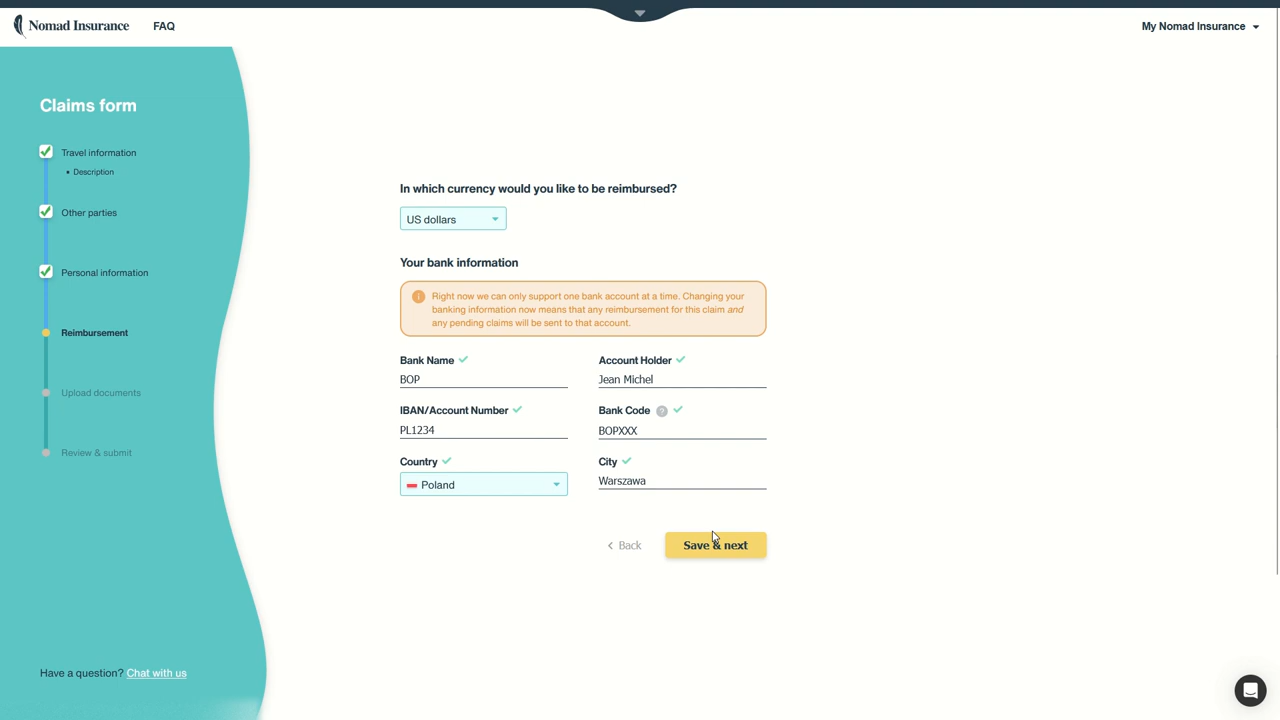 Nomad Insurance
FAQ
My Nomad Insurance
Claims form
Travel information
• Description
Other parties
Personal information
Reimbursement
Upload documents
Review & submit
Have a question? Chat with us
In which currency would you like to be reimbursed?
US dollars
Your bank information
Right now we can only support one bank account at a time. Changing your
banking information now means that any reimbursement for this claim and
any pending claims will be sent to that account.
Bank Name
BOP
Account Holder
Jean Michel
IBAN/Account Number
PL1234
Bank Code ?
BOPXXX
Country
Poland
City
Warszawa
< Back
Save & next